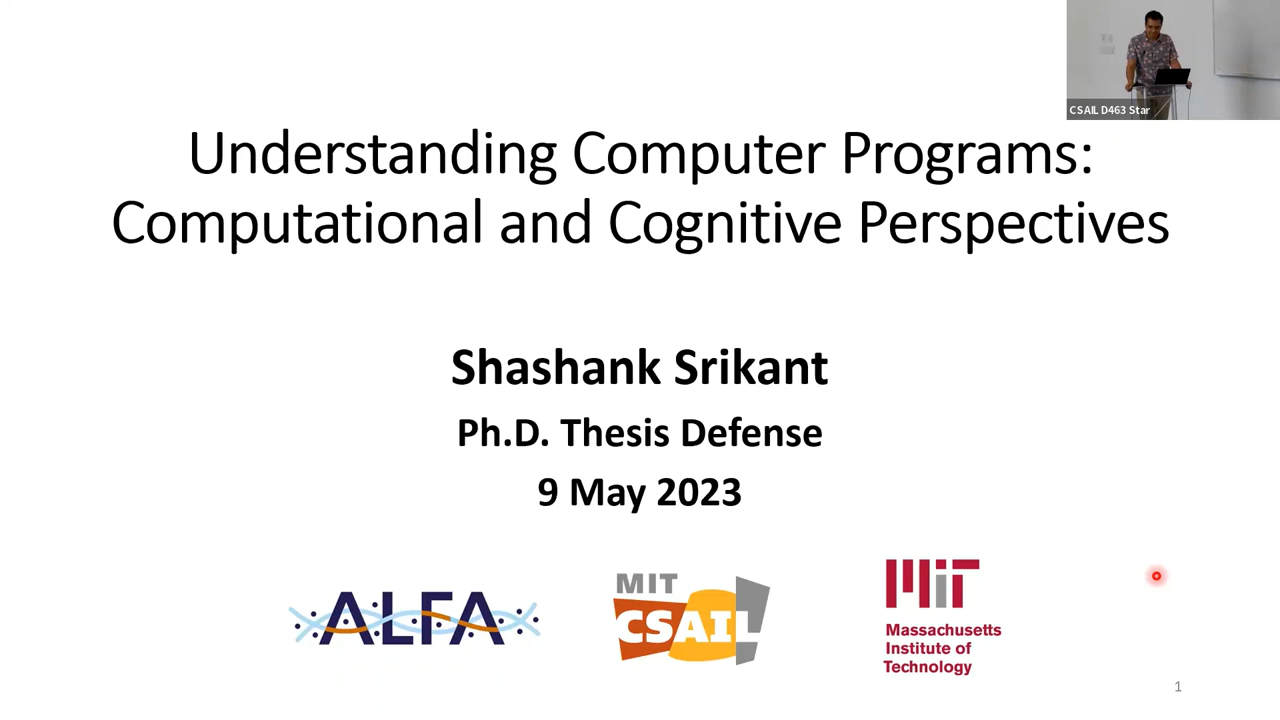 CSAIL D463 Star
Understanding Computer Programs:
Computational and Cognitive Perspectives
Shashank Srikant
Ph.D. Thesis Defense
9 May 2023
ALFA
MIT
CSAIL
MIT
Massachusetts
Institute of
Technology
1